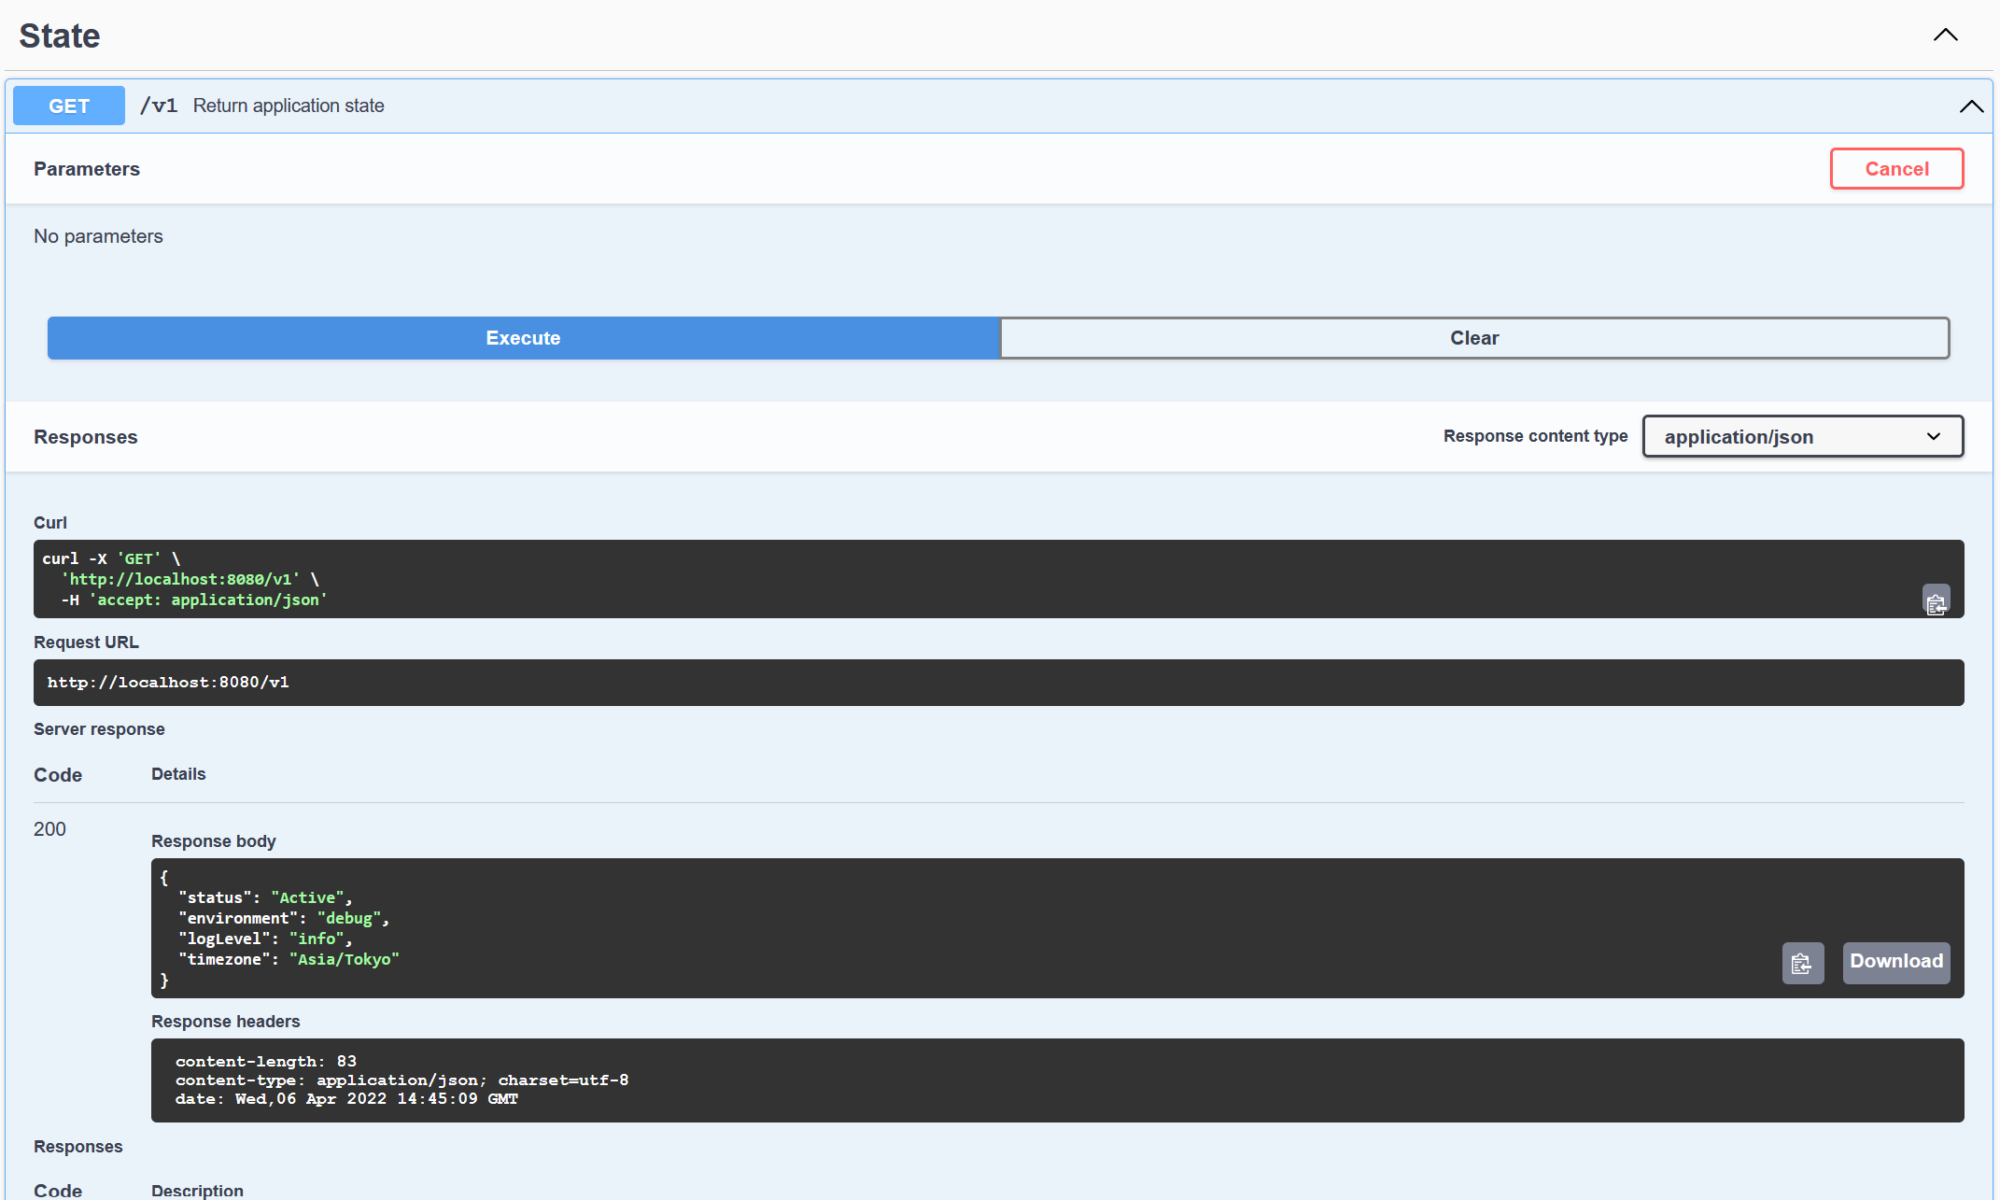 State
GET /v1 Return application state
Parameters Cancel
No parameters
Execute Clear
Responses Response content type application/json
Curl
curl -X 'GET' \
  'http://localhost:8080/v1' \
  -H 'accept: application/json'
Request URL
http://localhost:8080/v1
Server response
Code Details
200
Response body
{
  "status": "Active",
  "environment": "debug",
  "logLevel": "info",
  "timezone": "Asia/Tokyo"
}
Download
Response headers
content-length: 83
content-type: application/json; charset=utf-8
date: Wed,06 Apr 2022 14:45:09 GMT
Responses
Code Description